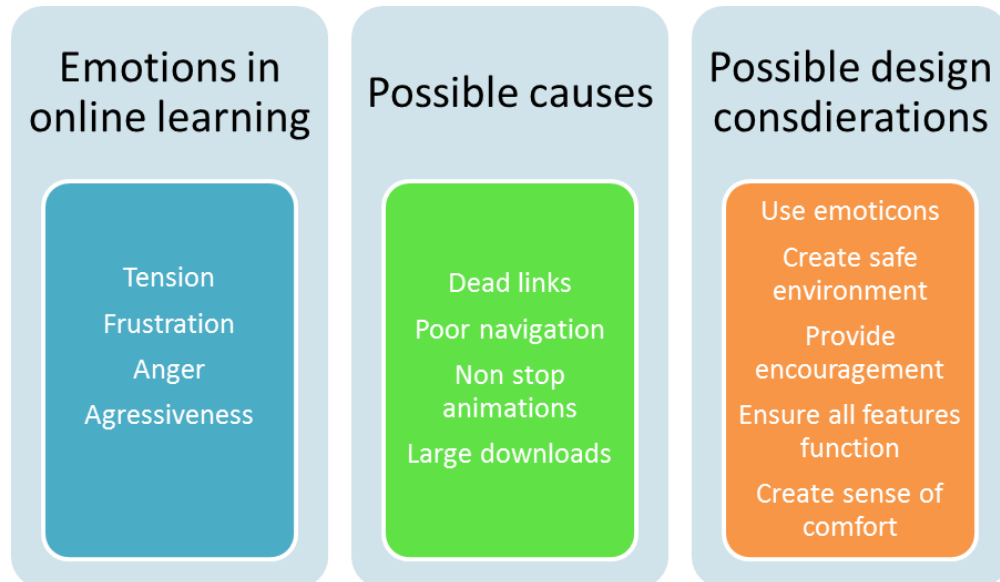 Emotions in
online learning
Tension
Frustration
Anger
Agressiveness
Possible causes
Dead links
Poor navigation
Non stop
animations
Large downloads
Possible design
consdierations
Use emoticons
Create safe
environment
Provide
encouragement
Ensure all features
function
Create sense of
comfort